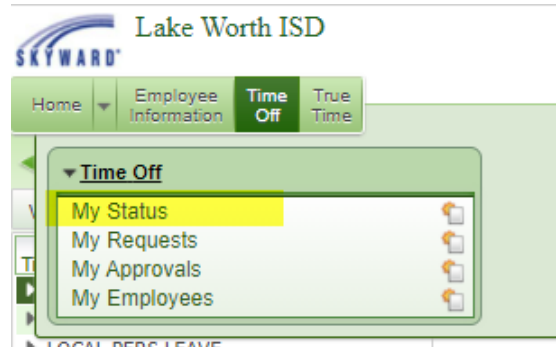 Lake Worth ISD
SKYWARD
Home
Employee Information
Time Off
True Time
Time Off
My Status
My Requests
My Approvals
My Employees
LOCAL PERS LEAVE